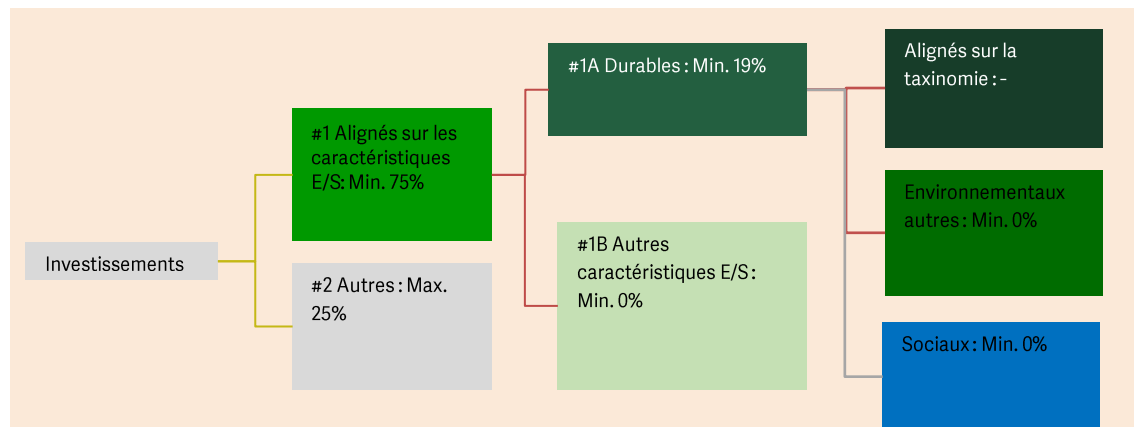 Investissements
#1 Alignés sur les
caractéristiques
E/S: Min. 75%
#2 Autres : Max.
25%
#1A Durables : Min. 19%
#1B Autres
caractéristiques E/S :
Min. 0%
Alignés sur la
taxinomie : -
Environnementaux
autres : Min. 0%
Sociaux : Min. 0%